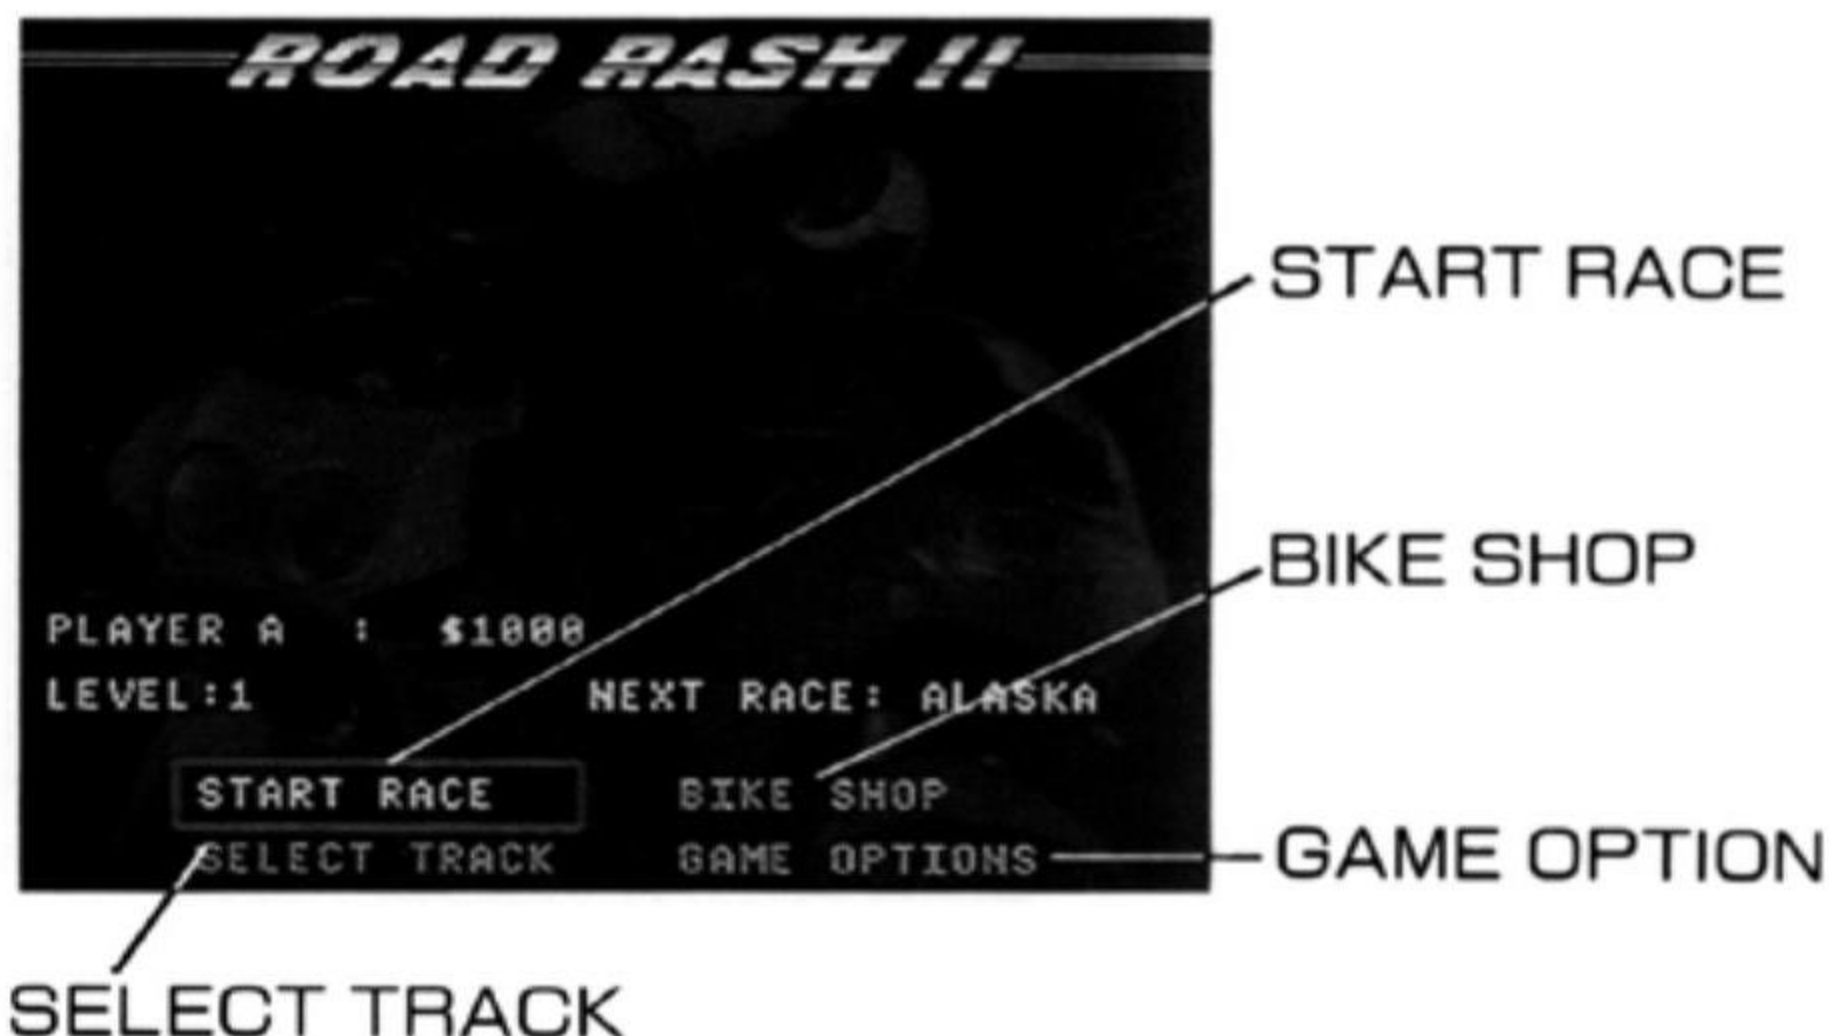 ROAD RASH II
START RACE
BIKE SHOP
PLAYER A : $1000
LEVEL:1 NEXT RACE: ALASKA
START RACE BIKE SHOP
SELECT TRACK GAME OPTIONS
GAME OPTION
SELECT TRACK